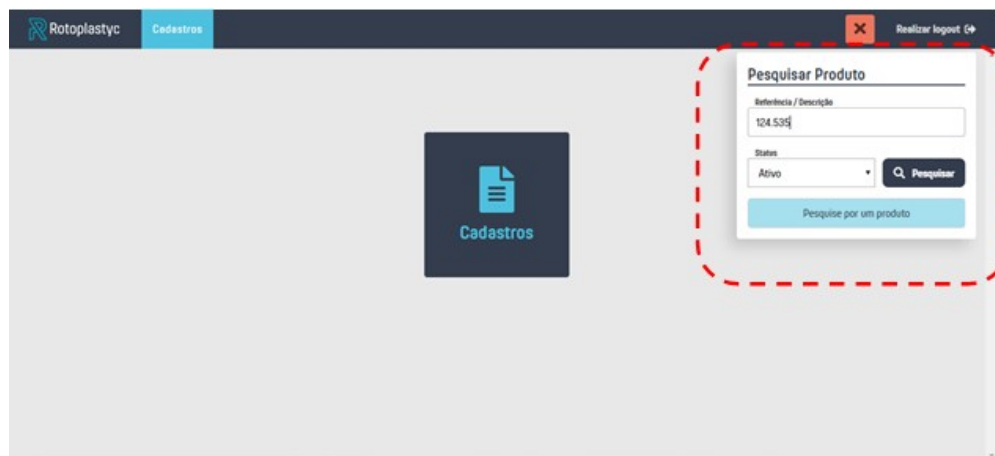 Rotoplastyc
Cadastros
Realizar logout
Pesquisar Produto
Referência / Descrição
124.535
Status
Ativo
Pesquisar
Pesquise por um produto
Cadastros